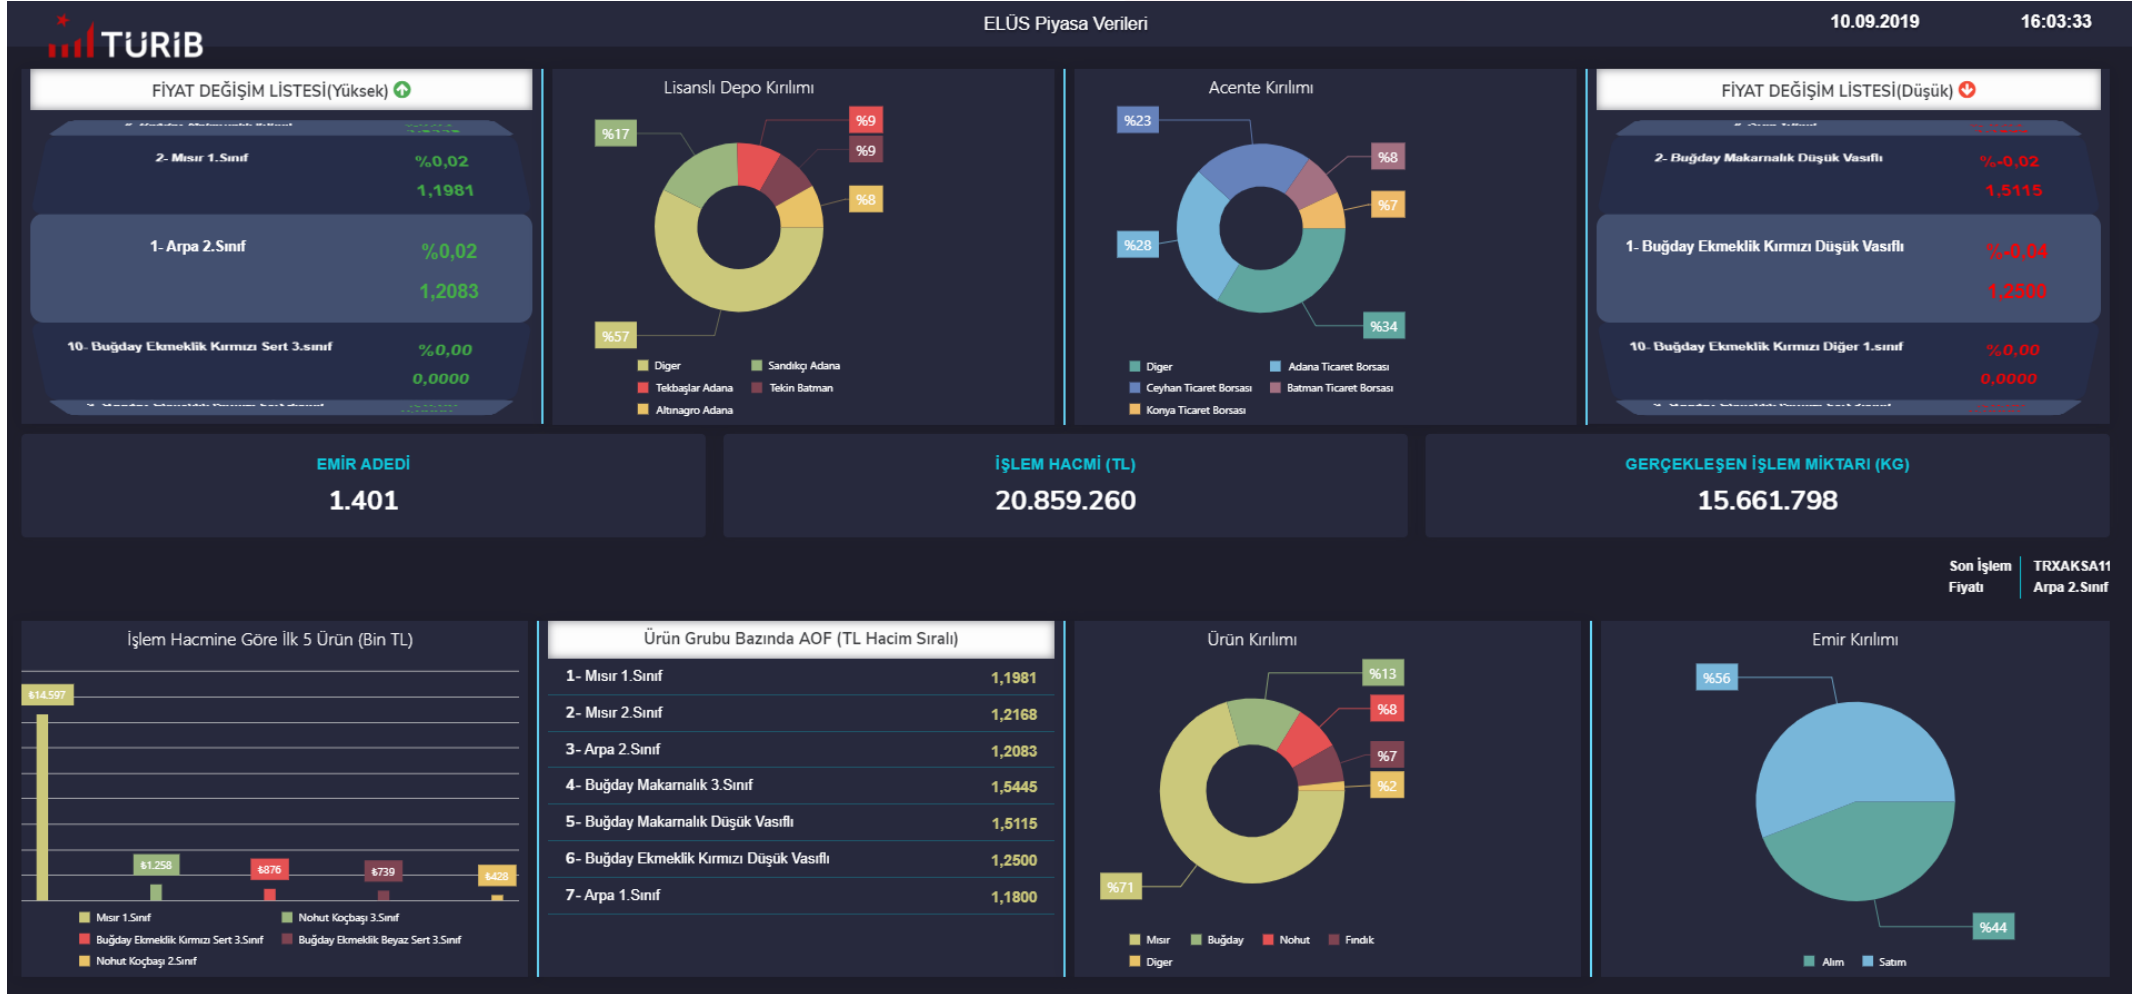 TÜRİB
ELÜS Piyasa Verileri
10.09.2019
16:03:33
FİYAT DEĞİŞİM LİSTESİ(Yüksek)
2- Mısır 1.Sınıf
%0,02
1,1981
1- Arpa 2.Sınıf
%0,02
1,2083
10- Buğday Ekmeklik Kırmızı Sert 3.sınıf
%0,00
0,0000
Lisanslı Depo Kırılımı
%17
%9
%9
%8
%57
Diger
Sandıkçı Adana
Tekbaşlar Adana
Tekin Batman
Altınagro Adana
Acente Kırılımı
%23
%8
%7
%28
%34
Diger
Adana Ticaret Borsası
Ceyhan Ticaret Borsası
Batman Ticaret Borsası
Konya Ticaret Borsası
FİYAT DEĞİŞİM LİSTESİ(Düşük)
2- Buğday Makarnalık Düşük Vasıflı
%-0,02
1,5115
1- Buğday Ekmeklik Kırmızı Düşük Vasıflı
%-0,04
1,2500
10- Buğday Ekmeklik Kırmızı Diğer 1.sınıf
%0,00
0,0000
EMİR ADEDİ
1.401
İŞLEM HACMİ (TL)
20.859.260
GERÇEKLEŞEN İŞLEM MİKTARI (KG)
15.661.798
Son İşlem Fiyatı
TRXAKSA11
Arpa 2.Sınıf
İşlem Hacmine Göre İlk 5 Ürün (Bin TL)
₺14.597
₺1.258
₺876
₺739
₺428
Mısır 1.Sınıf
Nohut Koçbaşı 3.Sınıf
Buğday Ekmeklik Kırmızı Sert 3.Sınıf
Buğday Ekmeklik Beyaz Sert 3.Sınıf
Nohut Koçbaşı 2.Sınıf
Ürün Grubu Bazında AOF (TL Hacim Sıralı)
1- Mısır 1.Sınıf 1,1981
2- Mısır 2.Sınıf 1,2168
3- Arpa 2.Sınıf 1,2083
4- Buğday Makarnalık 3.Sınıf 1,5445
5- Buğday Makarnalık Düşük Vasıflı 1,5115
6- Buğday Ekmeklik Kırmızı Düşük Vasıflı 1,2500
7- Arpa 1.Sınıf 1,1800
Ürün Kırılımı
%13
%8
%7
%2
%71
Mısır
Buğday
Nohut
Fındık
Diger
Emir Kırılımı
%56
%44
Alım
Satım